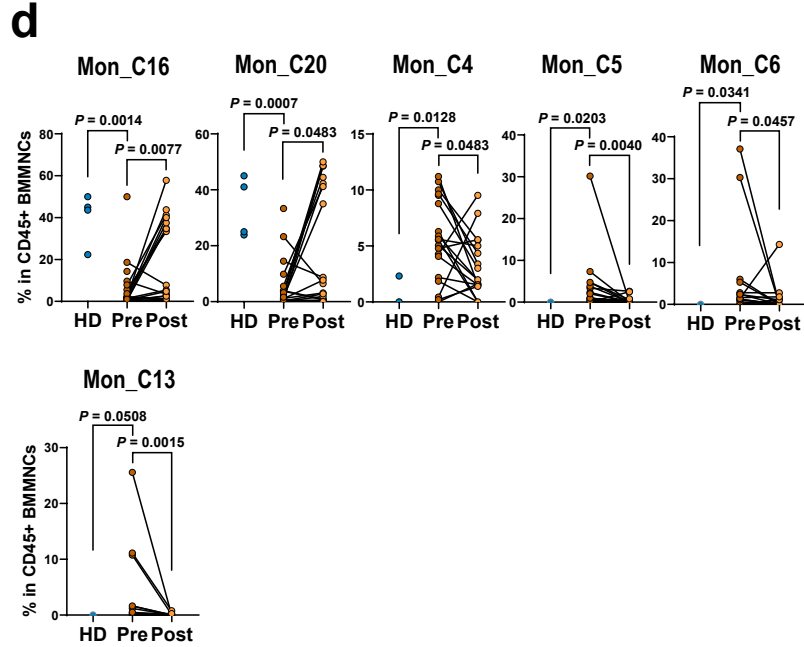 d
Mon_C16
Mon_C20
Mon_C4
Mon_C5
Mon_C6
% in CD45+ BMMNCs
P = 0.0014
P = 0.0077
80
60
40
20
0
HD Pre Post
P = 0.0007
P = 0.0483
60
40
20
0
HD Pre Post
P = 0.0128
P = 0.0483
15
10
5
0
HD Pre Post
P = 0.0203
P = 0.0040
40
30
20
10
0
HD Pre Post
P = 0.0341
P = 0.0457
40
30
20
10
0
HD Pre Post
Mon_C13
% in CD45+ BMMNCs
P = 0.0508
P = 0.0015
30
20
10
0
HD Pre Post